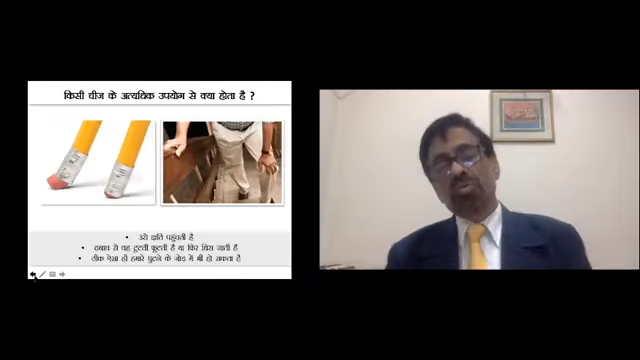 किसी चीज के अत्यधिक उपयोग से क्या होता है ?
उसे क्षति पहुंचती है
दबाव से वह टूटती फूटती है या फिर घिस जाती है
ठीक ऐसा ही हमारे घुटने के जोड़ में भी हो सकता है